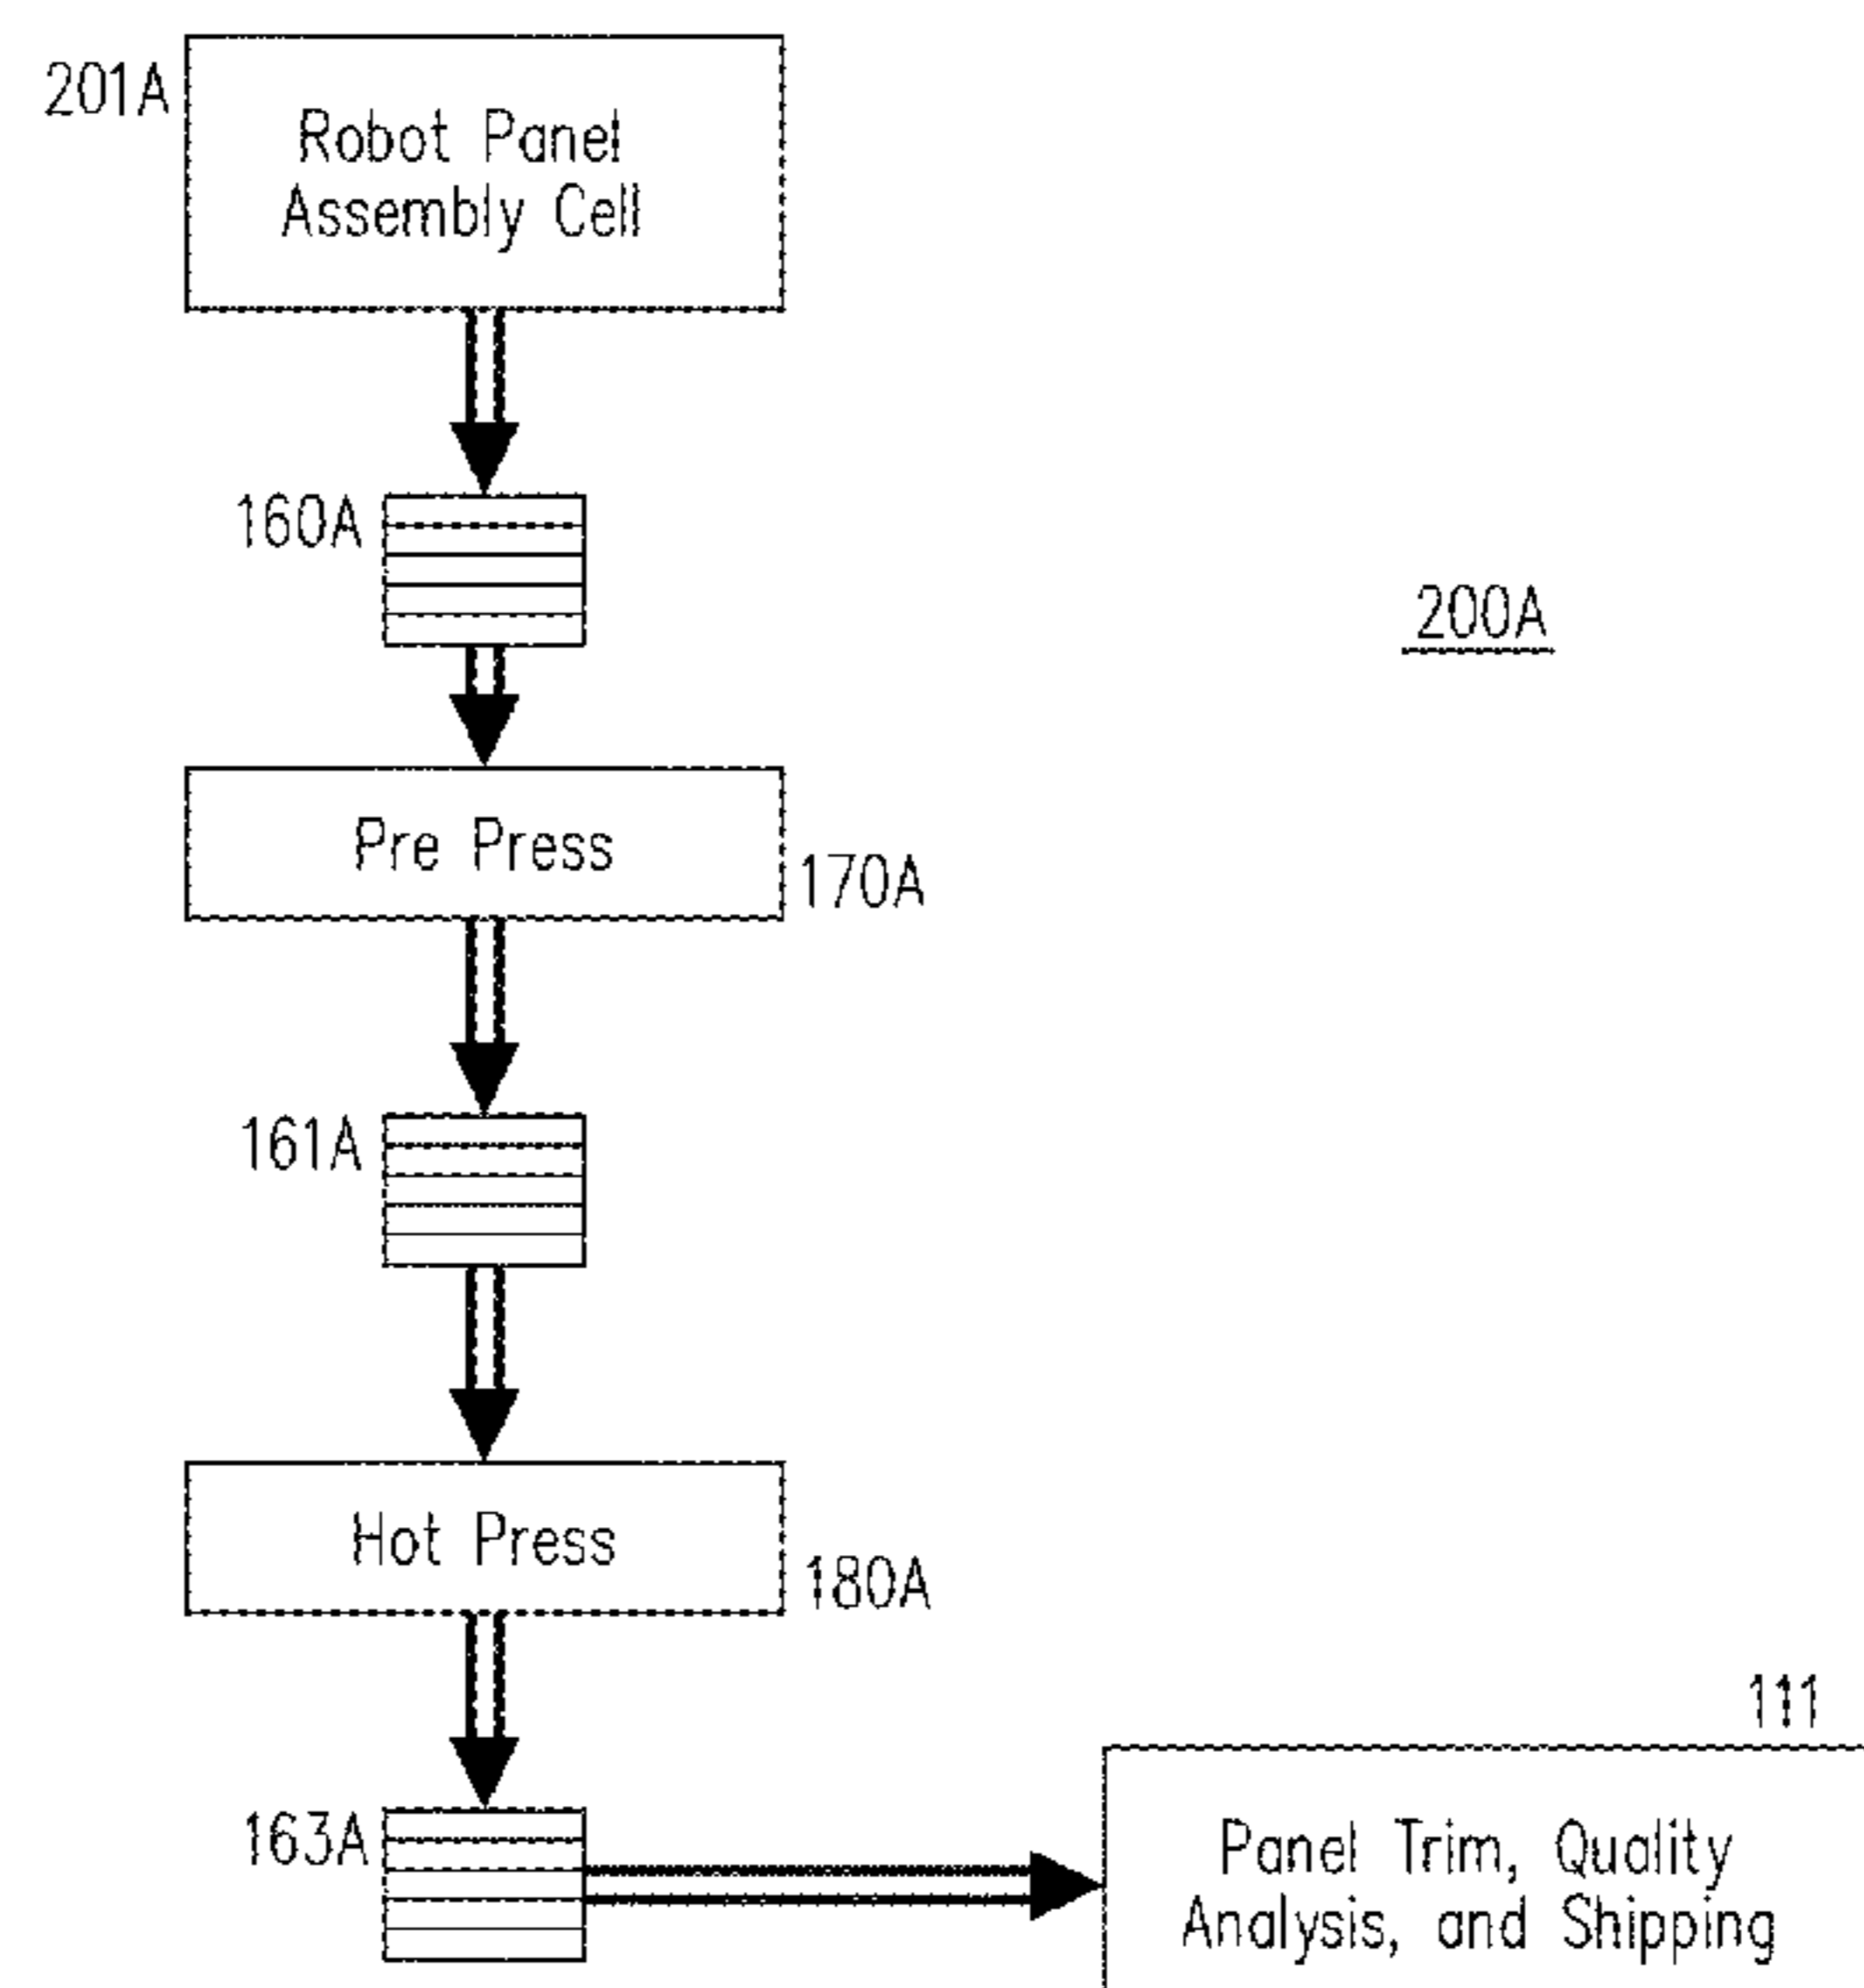 201A
Robot Panel
Assembly Cell
160A
200A
Pre Press
170A
161A
Hot Press
180A
111
163A
Panel Trim, Quality
Analysis, and Shipping